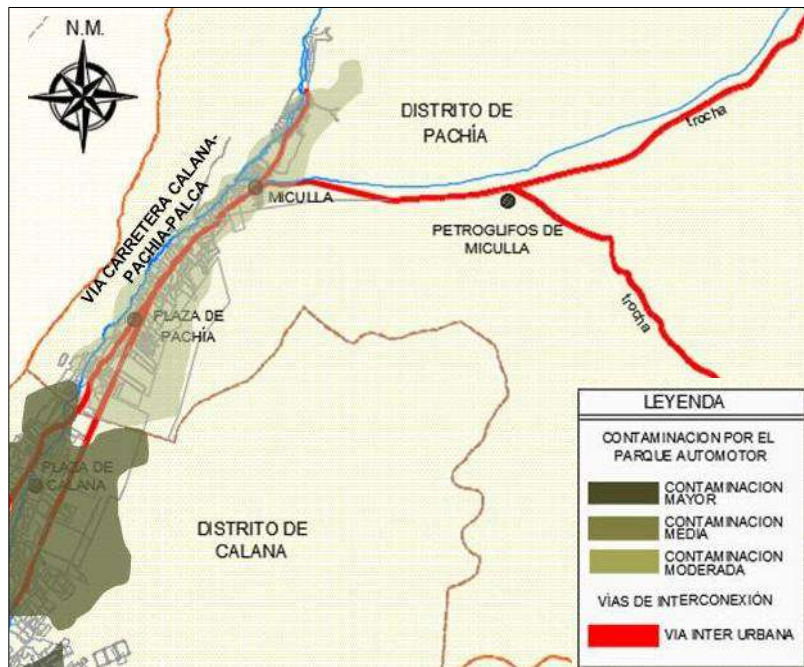 N.M.
DISTRITO DE
PACHÍA
trocha
VIA CARRETERA CALANA-
PACHIA-PALCA
MICULLA
PETROGLIFOS DE
MICULLA
trocha
PLAZA DE
PACHÍA
PLAZA DE
CALANA
DISTRITO DE
CALANA
LEYENDA
CONTAMINACION POR EL
PARQUE AUTOMOTOR
CONTAMINACION
MAYOR
CONTAMINACION
MEDIA
CONTAMINACION
MODERADA
VÍAS DE INTERCONEXIÓN
VIA INTER URBANA